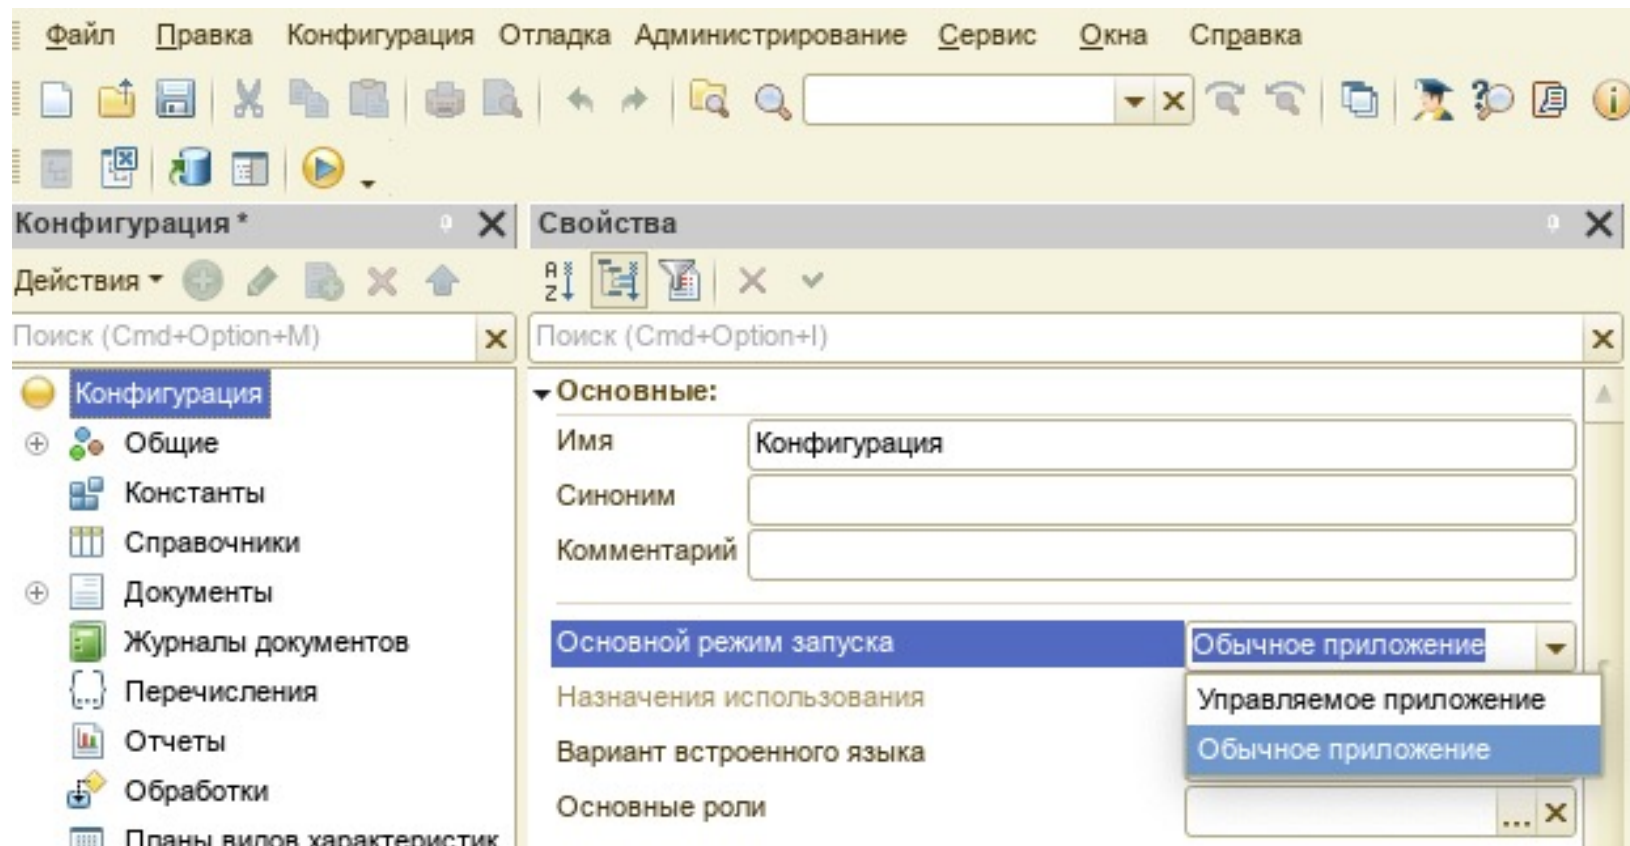 Файл Правка Конфигурация Отладка Администрирование Сервис Окна Справка
Конфигурация *
Действия
Поиск (Cmd+Option+M)
Конфигурация
Общие
Константы
Справочники
Документы
Журналы документов
Перечисления
Отчеты
Обработки
Планы видов характеристик
Свойства
Поиск (Cmd+Option+I)
Основные:
Имя Конфигурация
Синоним
Комментарий
Основной режим запуска Обычное приложение
Управляемое приложение
Обычное приложение
Назначения использования
Вариант встроенного языка
Основные роли ...